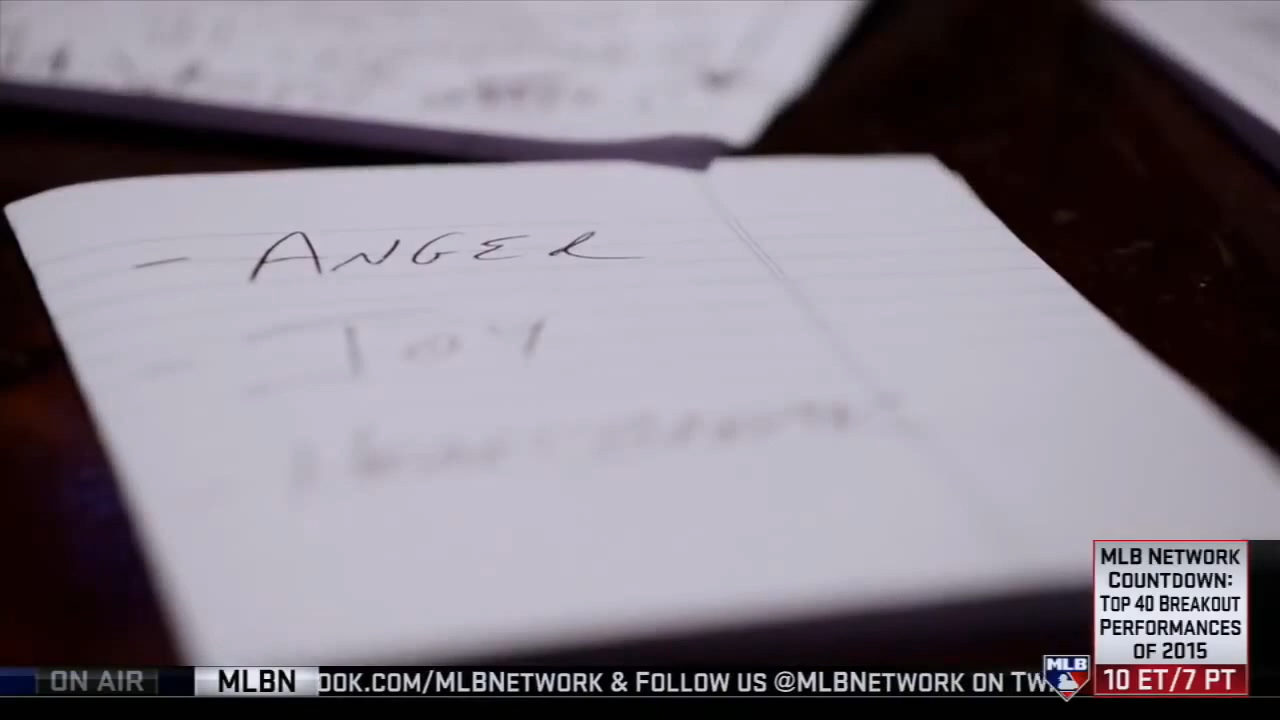 - ANGER
- JOY
MLB NETWORK
COUNTDOWN:
TOP 40 BREAKOUT
PERFORMANCES
OF 2015
10 ET/7 PT
MLB
ON AIR MLBN OOK.COM/MLBNETWORK & FOLLOW US @MLBNETWORK ON TW